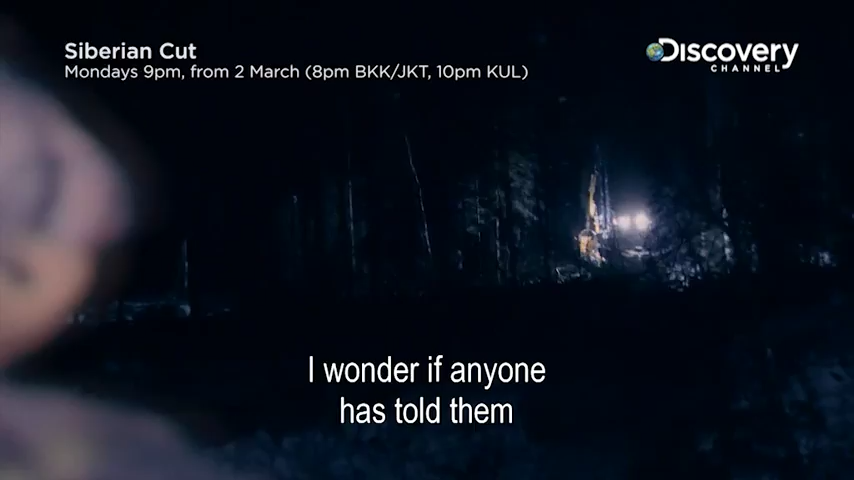 Siberian Cut
Mondays 9pm, from 2 March (8pm BKK/JKT, 10pm KUL)
Discovery
CHANNEL
I wonder if anyone
has told them